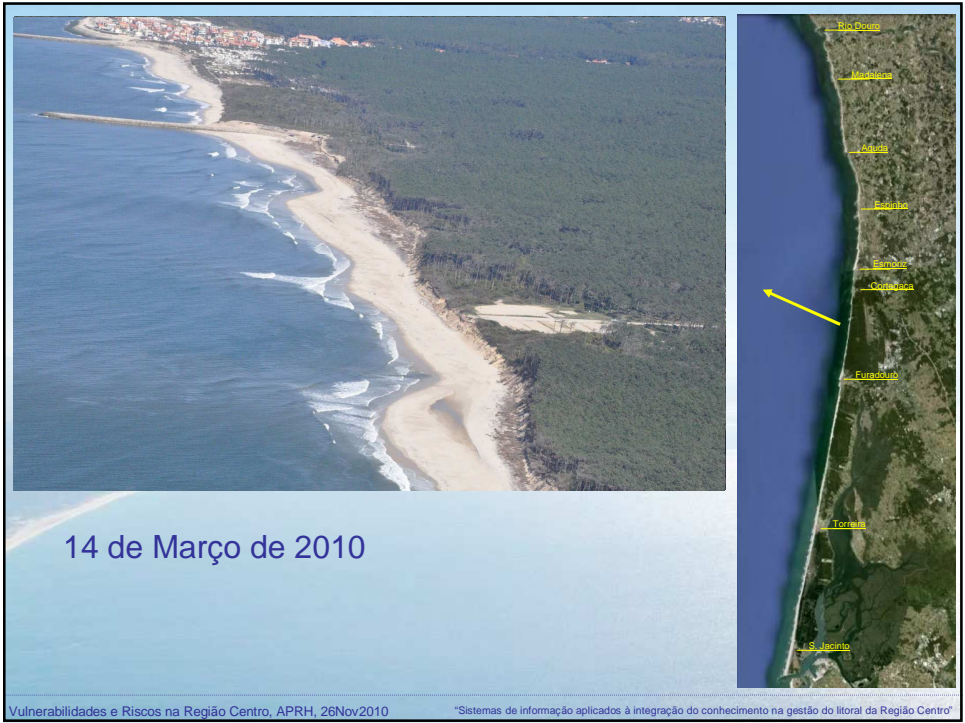 Rio Douro
Madalena
Aguda
Espinho
Esmoriz
Cortegaça
Furadouro
Torreira
S. Jacinto
14 de Março de 2010
Vulnerabilidades e Riscos na Região Centro, APRH, 26Nov2010
“Sistemas de informação aplicados à integração do conhecimento na gestão do litoral da Região Centro”